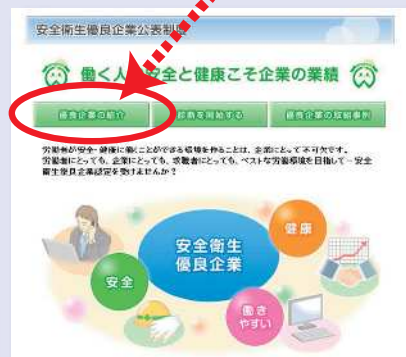 安全衛生優良企業公表制度
働く人の安全と健康こそ企業の業績
優良企業の紹介
診断を開始する
優良企業の取組事例
労働者が安全・健康に働くことができる環境を作ることは、企業にとって不可欠です。
労働者にとっても、企業にとっても、求職者にとっても、ベストな労働環境を目指して－安全
衛生優良企業認定を受けませんか？
健康
安全衛生
優良企業
安全
働き
やすい